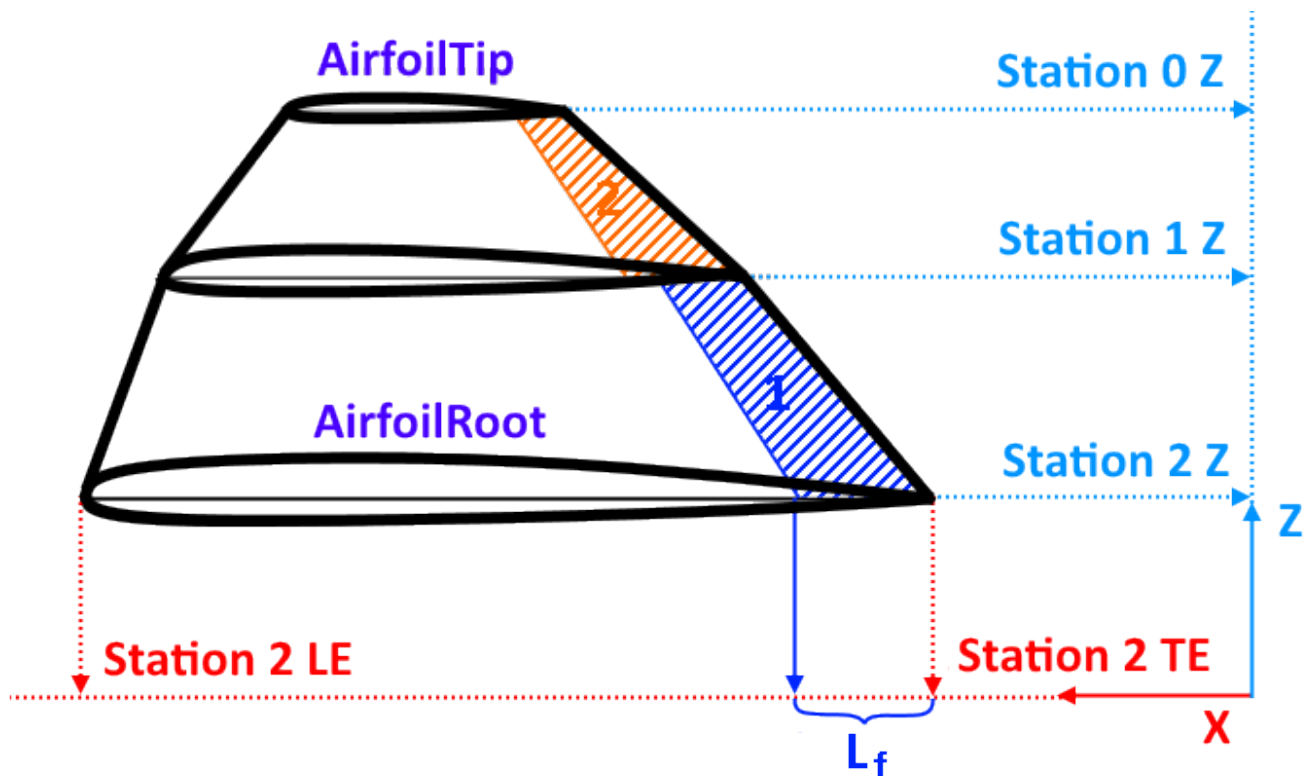 AirfoilTip
Station 0 Z
2
Station 1 Z
1
AirfoilRoot
Station 2 Z
Z
Station 2 LE
Station 2 TE
X
Lf